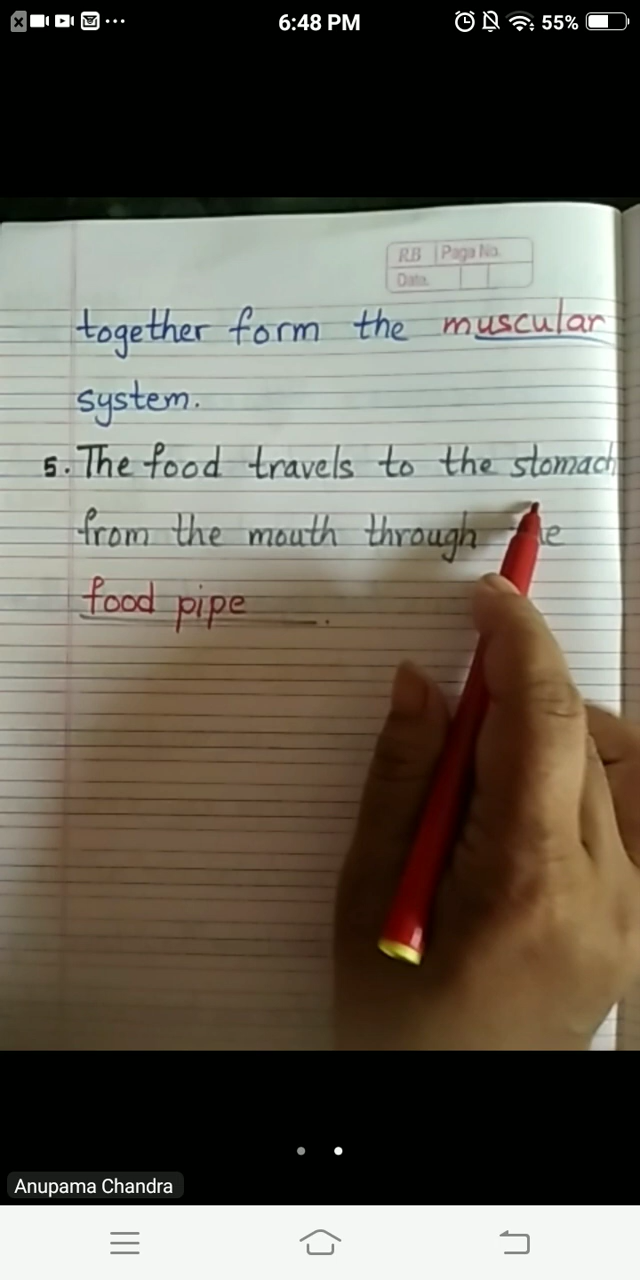 6:48 PM
55%
RB Page No.
Date.
together form the muscular
system.
5. The food travels to the stomach
from the mouth through the
food pipe .
Anupama Chandra